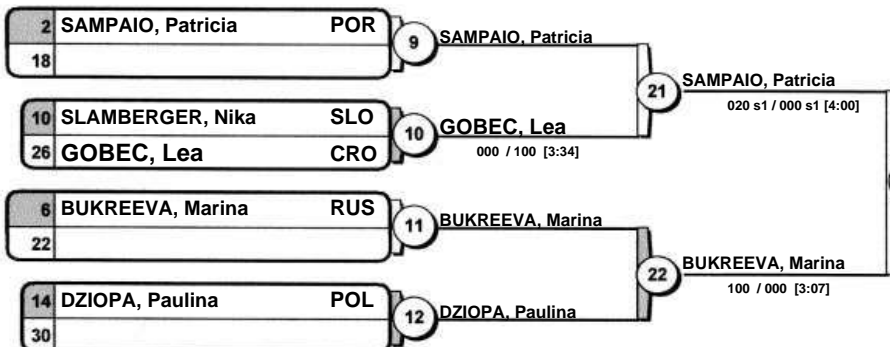 2 SAMPAIO, Patricia POR
18
9
SAMPAIO, Patricia
10 SLAMBERGER, Nika SLO
26 GOBEC, Lea CRO
10
GOBEC, Lea
000 / 100 [3:34]
21
SAMPAIO, Patricia
020 s1 / 000 s1 [4:00]
6 BUKREEVA, Marina RUS
22
11
BUKREEVA, Marina
14 DZIOPA, Paulina POL
30
12
DZIOPA, Paulina
22
BUKREEVA, Marina
100 / 000 [3:07]